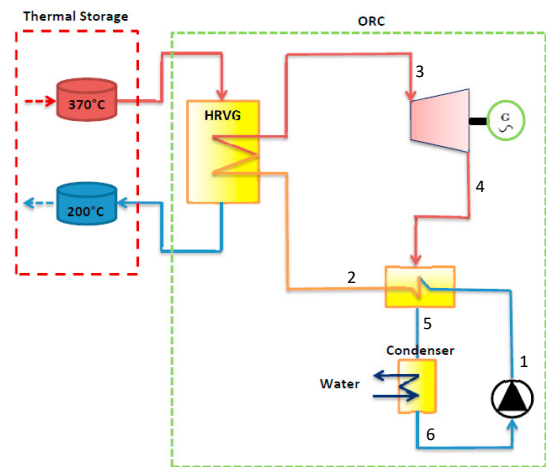 Thermal Storage
ORC
370°C
HRVG
3
G
4
200°C
2
5
Condenser
1
Water
6